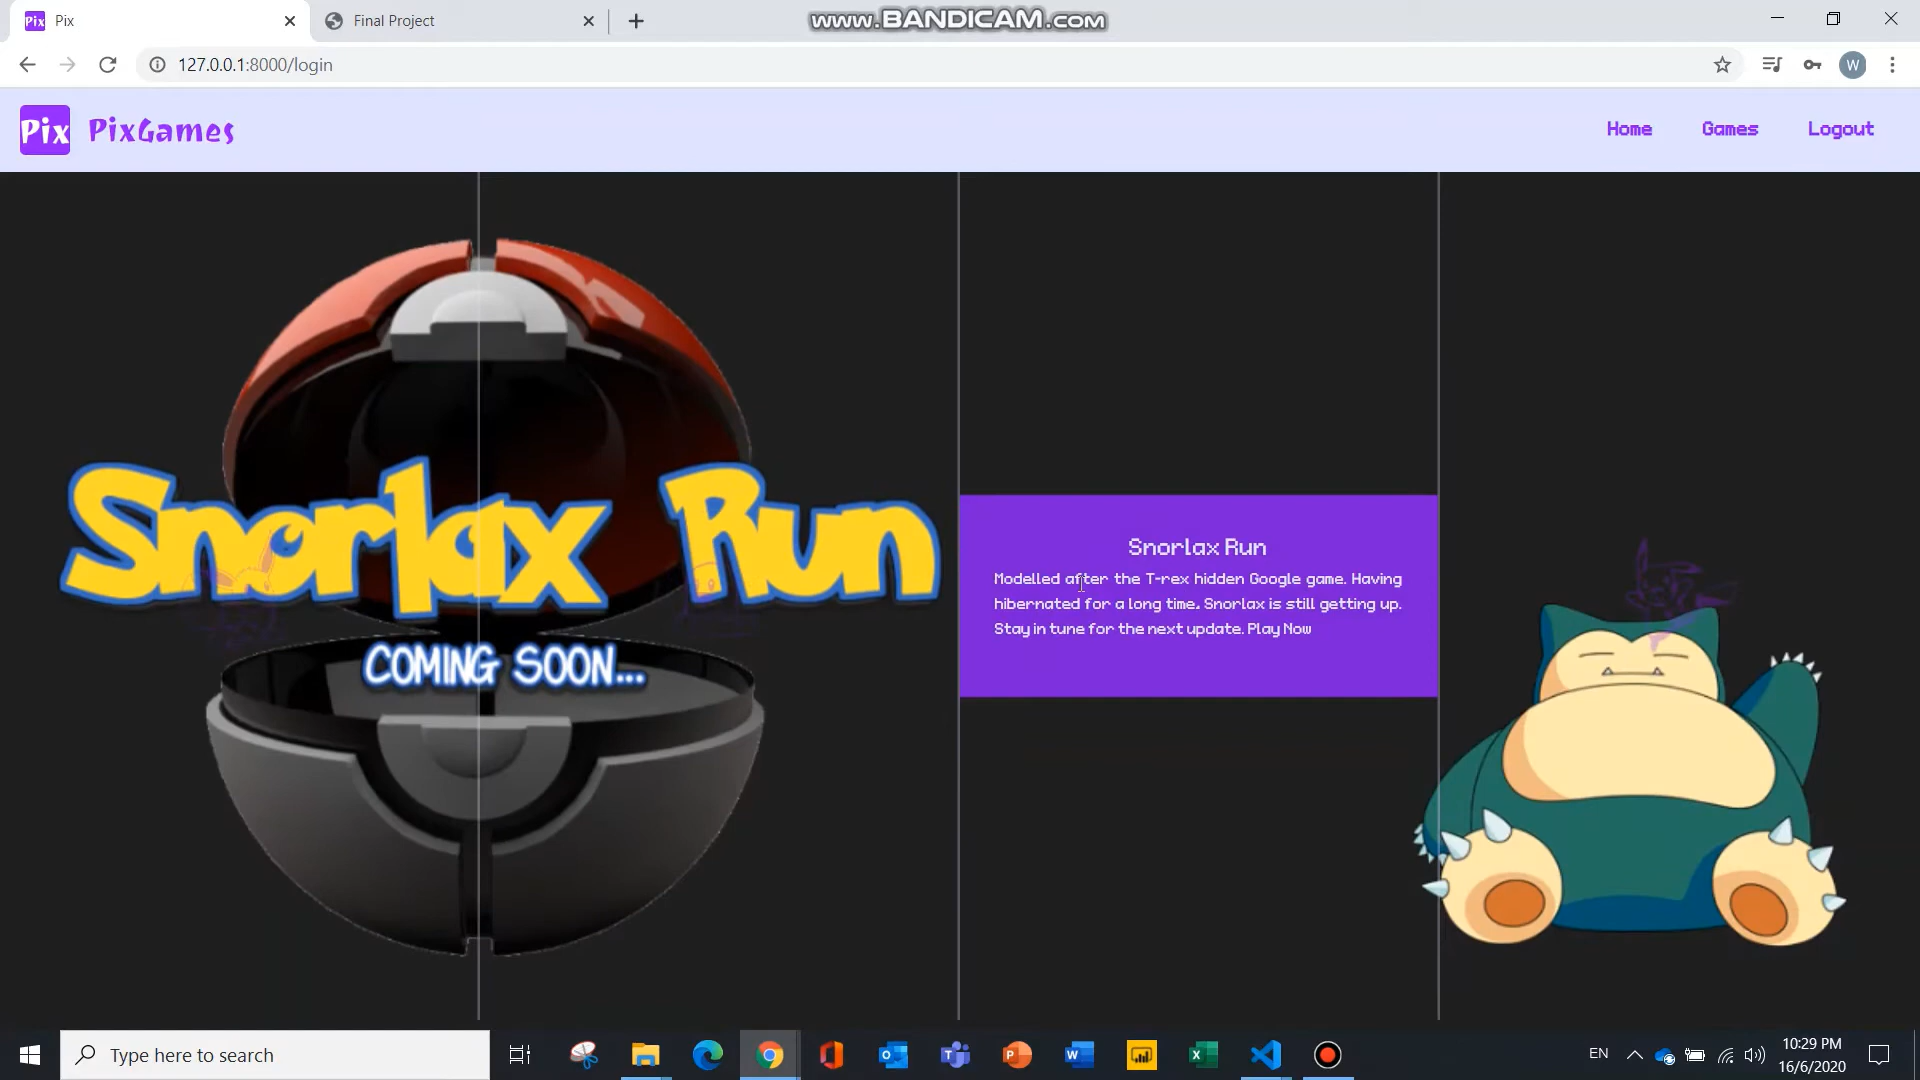 Pix
Final Project
www.BANDICAM.com
127.0.0.1:8000/login
W
Pix
PixGames
Home
Games
Logout
Snorlax Run
COMING SOON...
Snorlax Run
Modelled after the T-rex hidden Google game. Having
hibernated for a long time. Snorlax is still getting up.
Stay in tune for the next update. Play Now
Type here to search
EN
10:29 PM
16/6/2020